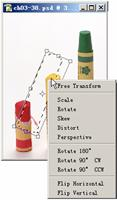 ch03-38.psd @ 3...
Free Transform
Scale
Rotate
Skew
Distort
Perspective
Rotate 180°
Rotate 90° CW
Rotate 90° CCW
Flip Horizontal
Flip Vertical